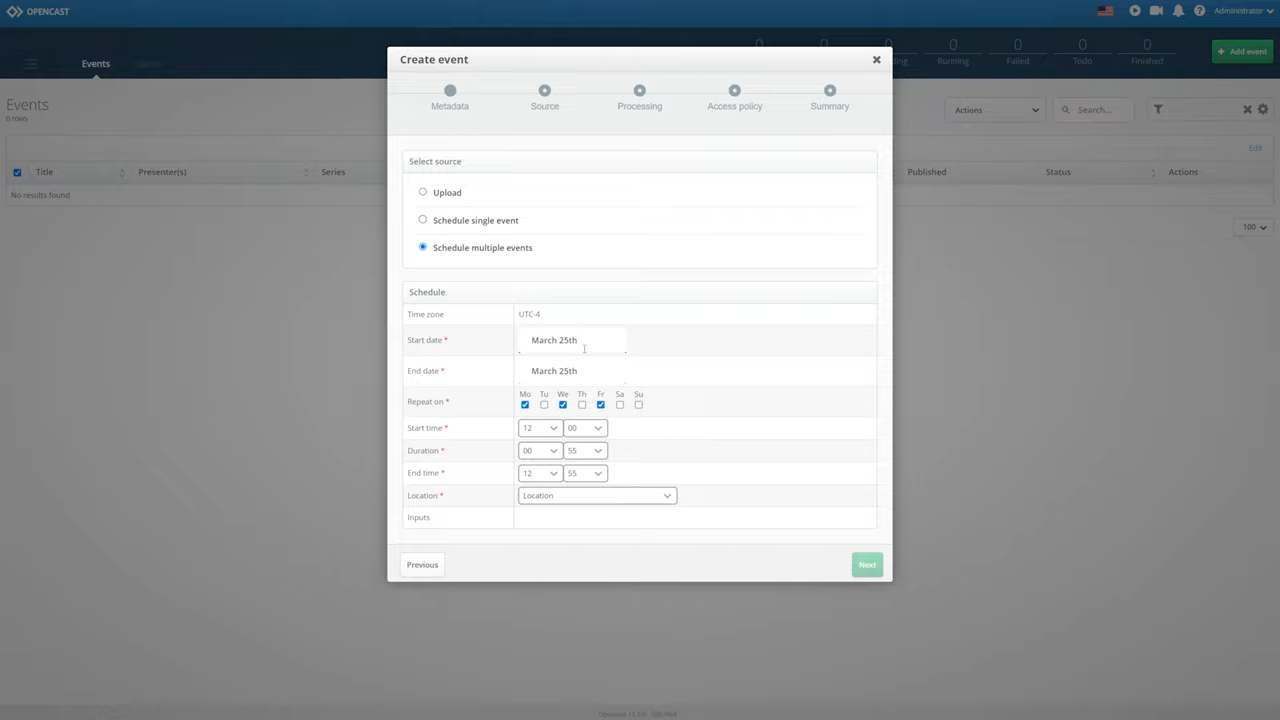 OPENCAST
Administrator
Events
0 0 0 0 0
Running Failed Todo Finished
+ Add event
Create event
Metadata Source Processing Access policy Summary
Events
0 rows
Actions
Search...
Edit
Title Presenter(s) Series Published Status Actions
No results found
100
Select source
Upload
Schedule single event
Schedule multiple events
Schedule
Time zone UTC-4
Start date * March 25th
End date * March 25th
Mo Tu We Th Fr Sa Su
Repeat on *
Start time * 12 00
Duration * 00 55
End time * 12 55
Location * Location
Inputs
Previous Next